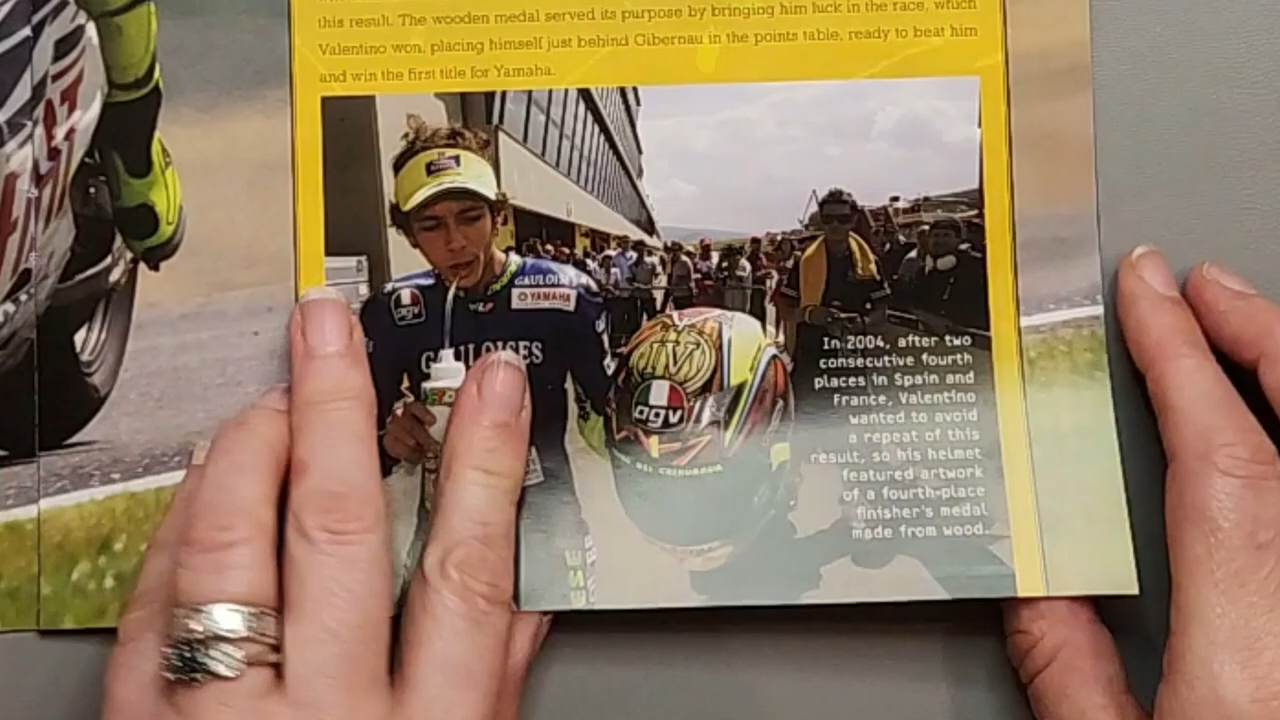 this result. The wooden medal served its purpose by bringing him luck in the race, which
Valentino won, placing himself just behind Gibernau in the points table, ready to beat him
and win the first title for Yamaha.
GAULOISES
YAMAHA
agv
GAULOISES
IV
agv
In 2004, after two
consecutive fourth
places in Spain and
France, Valentino
wanted to avoid
a repeat of this
result, so his helmet
featured artwork
of a fourth-place
finisher's medal
made from wood.